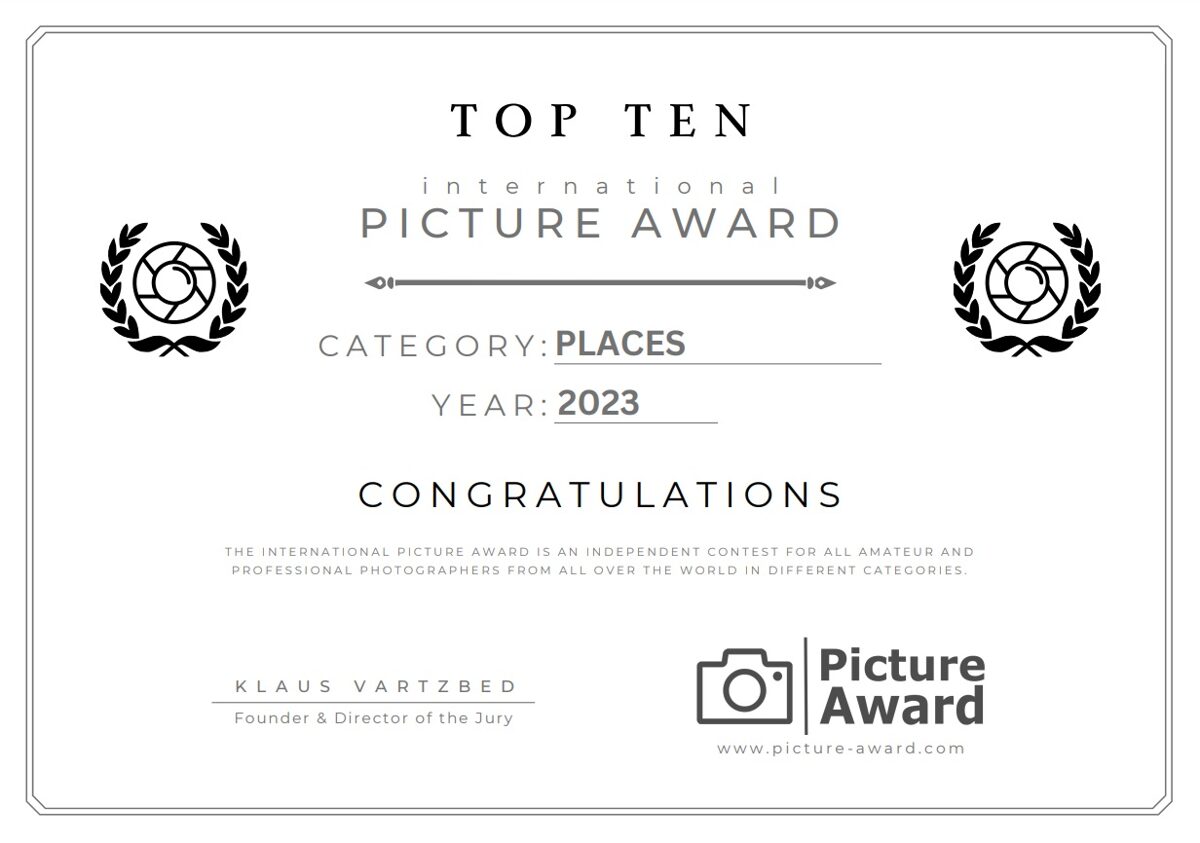 TOP TEN
international
PICTURE AWARD
CATEGORY: PLACES
YEAR: 2023
CONGRATULATIONS
THE INTERNATIONAL PICTURE AWARD IS AN INDEPENDENT CONTEST FOR ALL AMATEUR AND
PROFESSIONAL PHOTOGRAPHERS FROM ALL OVER THE WORLD IN DIFFERENT CATEGORIES.
KLAUS VARTZBED
Founder & Director of the Jury
Picture
Award
www.picture-award.com